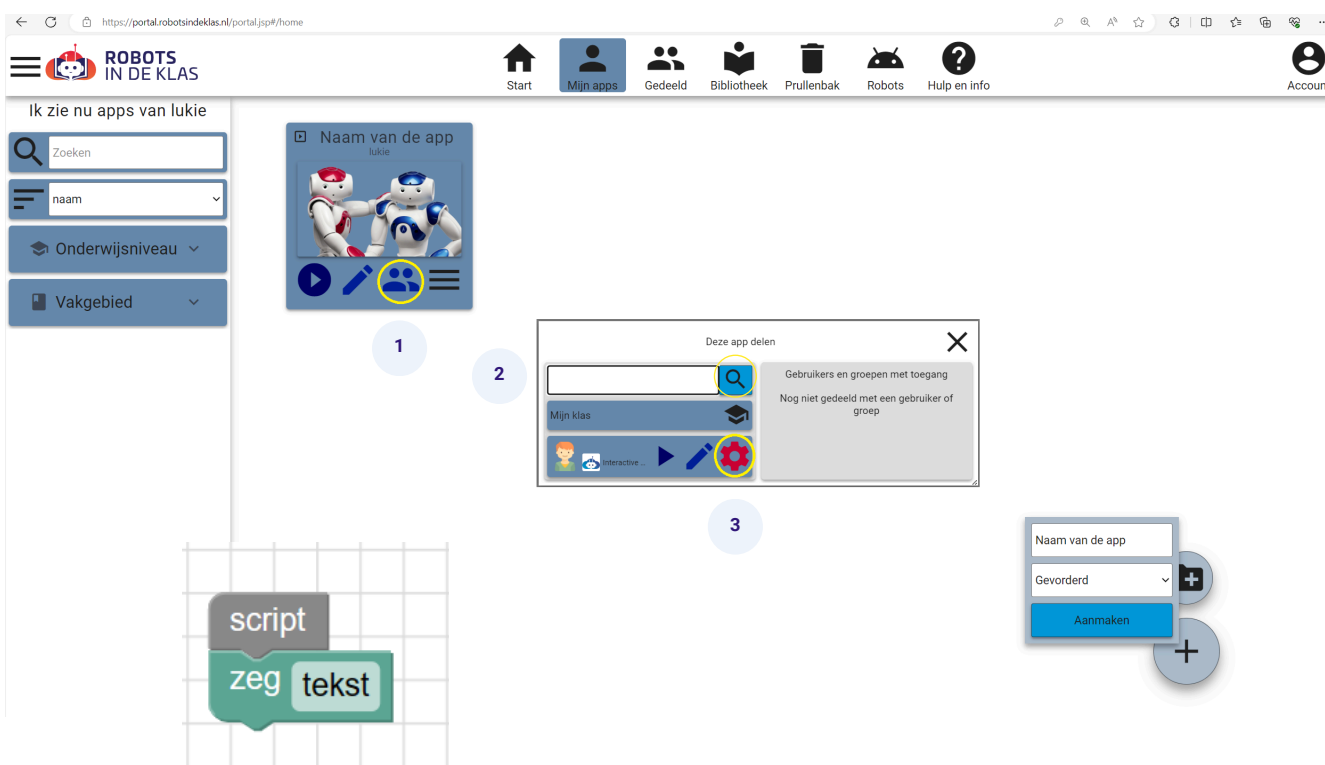 https://portal.robotsindeklas.nl/portal.jsp#/home
ROBOTS
IN DE KLAS
Start
Mijn apps
Gedeeld
Bibliotheek
Prullenbak
Robots
Hulp en info
Accoun
Ik zie nu apps van lukie
Zoeken
naam
Onderwijsniveau
Vakgebied
Naam van de app
lukie
1
2
Deze app delen
Mijn klas
Interactive ...
Gebruikers en groepen met toegang
Nog niet gedeeld met een gebruiker of
groep
3
Naam van de app
Gevorderd
Aanmaken
script
zeg tekst